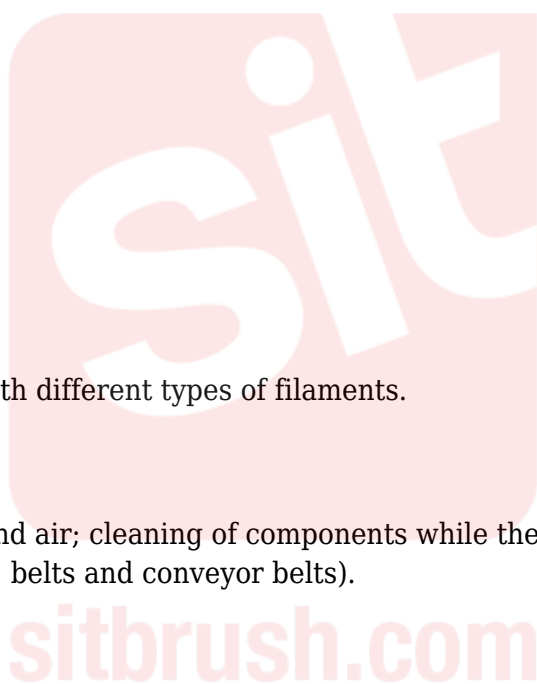 sit
th different types of filaments.
nd air; cleaning of components while the
belts and conveyor belts).
sitbrush.com